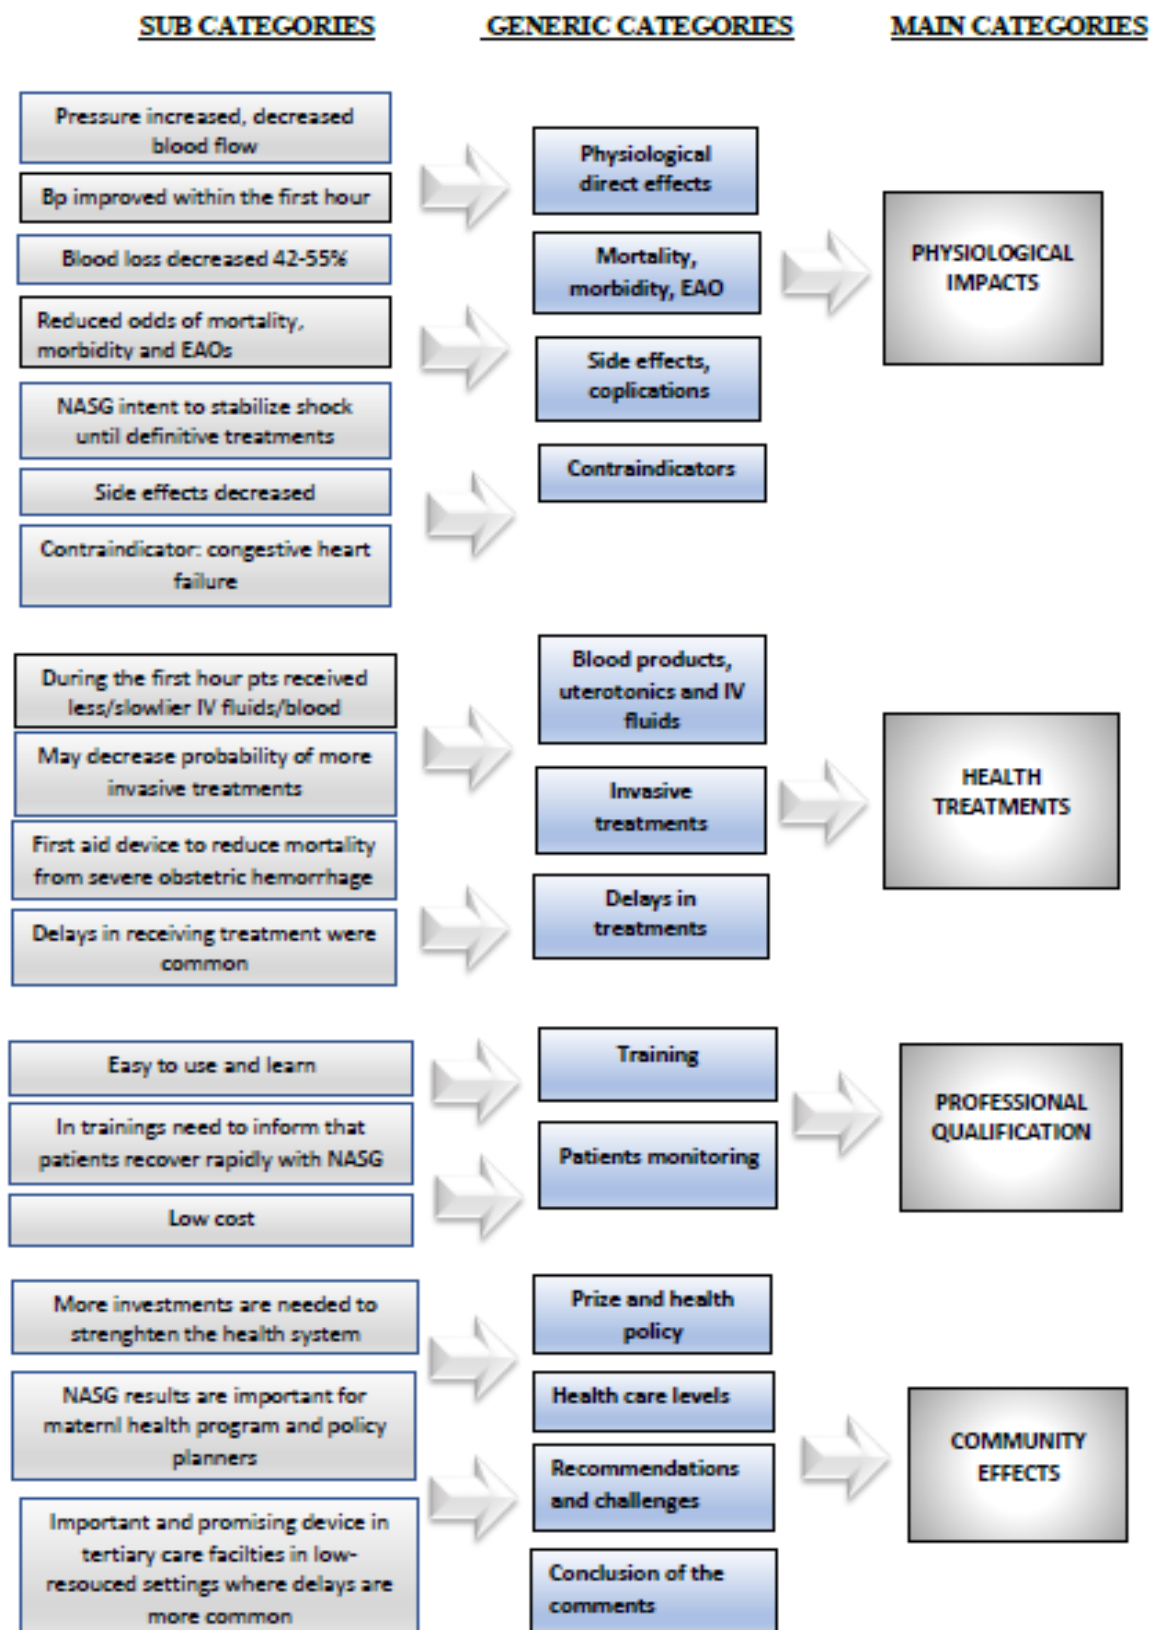 SUB CATEGORIES
GENERIC CATEGORIES
MAIN CATEGORIES
Pressure increased, decreased
blood flow
Bp improved within the first hour
Blood loss decreased 42-55%
Reduced odds of mortality,
morbidity and EAOs
NASG intent to stabilize shock
until definitive treatments
Side effects decreased
Contraindicator: congestive heart
failure
Physiological
direct effects
Mortality,
morbidity, EAO
Side effects,
coplications
Contraindicators
PHYSIOLOGICAL
IMPACTS
During the first hour pts received
less/slowlier IV fluids/blood
May decrease probability of more
invasive treatments
First aid device to reduce mortality
from severe obstetric hemorrhage
Delays in receiving treatment were
common
Blood products,
uterotonics and IV
fluids
Invasive
treatments
Delays in
treatments
HEALTH
TREATMENTS
Easy to use and learn
In trainings need to inform that
patients recover rapidly with NASG
Low cost
Training
Patients monitoring
PROFESSIONAL
QUALIFICATION
More investments are needed to
strenghten the health system
NASG results are important for
maternl health program and policy
planners
Important and promising device in
tertiary care facilties in low-
resouced settings where delays are
more common
Prize and health
policy
Health care levels
Recommendations
and challenges
Conclusion of the
comments
COMMUNITY
EFFECTS